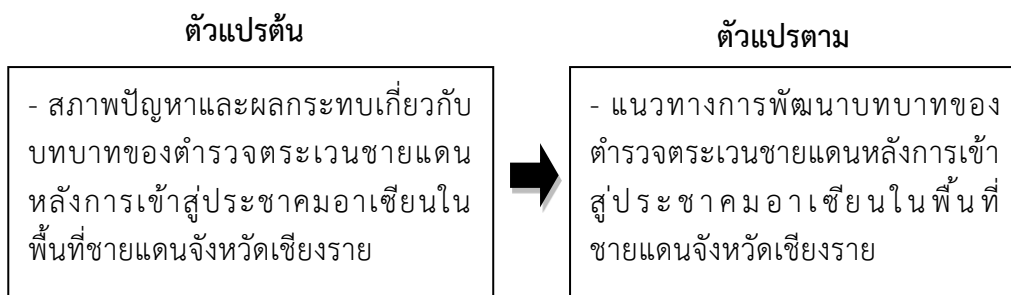 ตัวแปรต้น
- สภาพปัญหาและผลกระทบเกี่ยวกับ
บทบาทของตำรวจตระเวนชายแดน
หลังการเข้าสู่ประชาคมอาเซียนใน
พื้นที่ชายแดนจังหวัดเชียงราย
ตัวแปรตาม
- แนวทางการพัฒนาบทบาทของ
ตำรวจตระเวนชายแดนหลังการเข้า
สู่ประชาคมอาเซียนในพื้นที่
ชายแดนจังหวัดเชียงราย